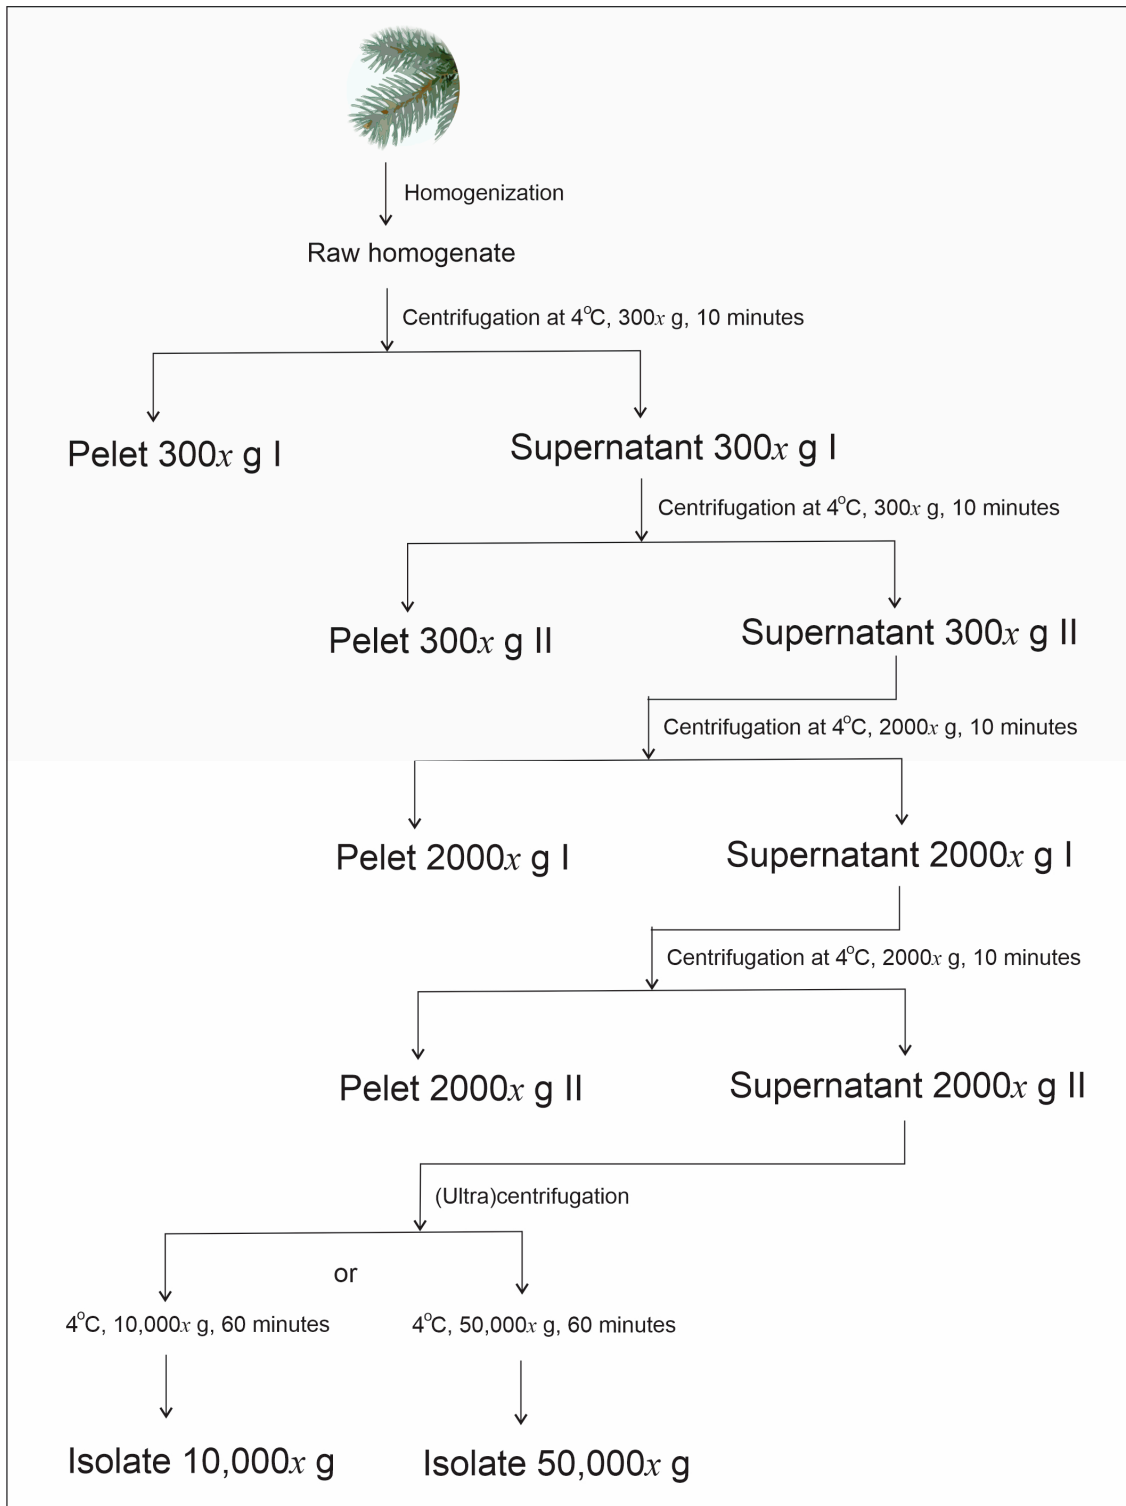 Homogenization
Raw homogenate
Centrifugation at 4°C, 300x g, 10 minutes
Pelet 300x g I
Supernatant 300x g I
Centrifugation at 4°C, 300x g, 10 minutes
Pelet 300x g II
Supernatant 300x g II
Centrifugation at 4°C, 2000x g, 10 minutes
Pelet 2000x g I
Supernatant 2000x g I
Centrifugation at 4°C, 2000x g, 10 minutes
Pelet 2000x g II
Supernatant 2000x g II
(Ultra)centrifugation
or
4°C, 10,000x g, 60 minutes
4°C, 50,000x g, 60 minutes
Isolate 10,000x g
Isolate 50,000x g